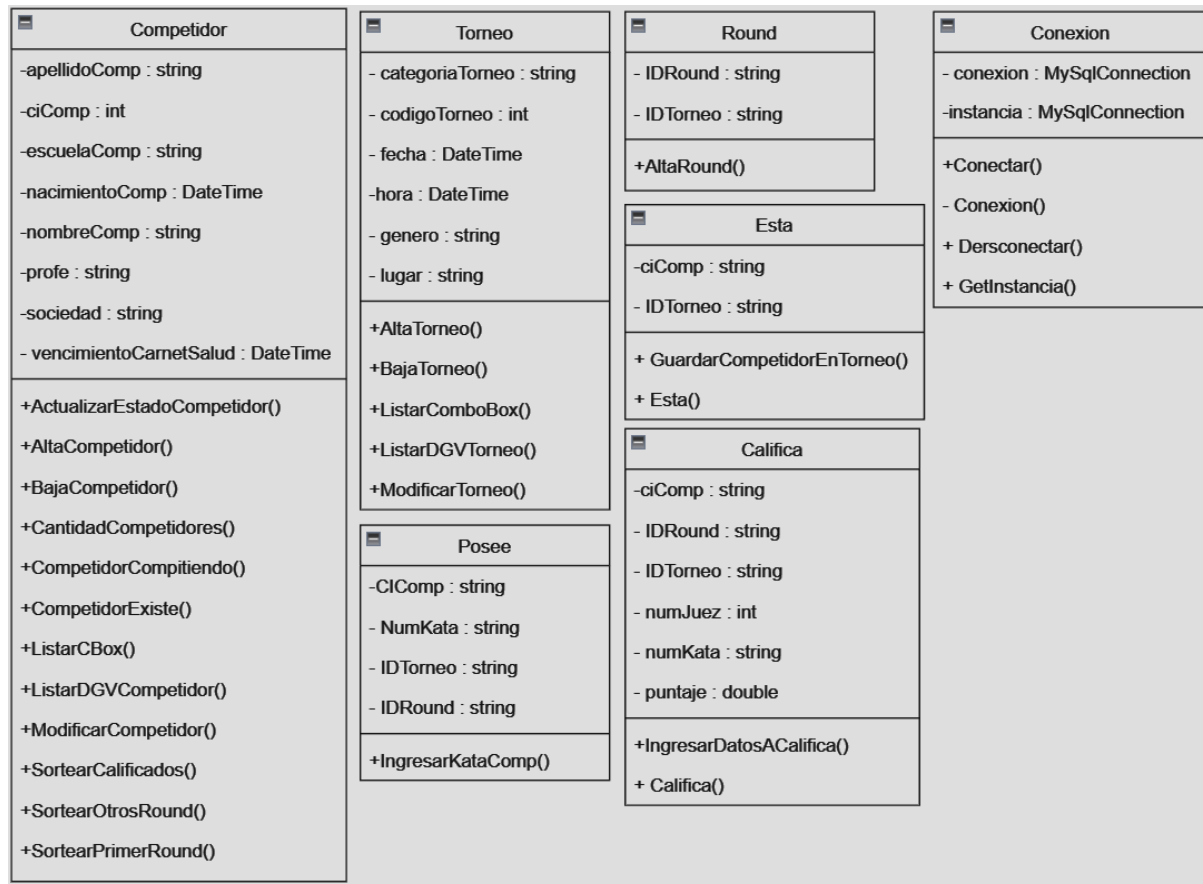 Competidor
-apellidoComp : string
-ciComp : int
-escuelaComp : string
-nacimientoComp : DateTime
-nombreComp : string
-profe : string
-sociedad : string
- vencimientoCarnetSalud : DateTime
+ActualizarEstadoCompetidor()
+AltaCompetidor()
+BajaCompetidor()
+CantidadCompetidores()
+CompetidorCompitiendo()
+CompetidorExiste()
+ListarCBox()
+ListarDGVCompetidor()
+ModificarCompetidor()
+SortearCalificados()
+SortearOtrosRound()
+SortearPrimerRound()
Torneo
- categoriaTorneo : string
- codigoTorneo : int
- fecha : DateTime
-hora : DateTime
- genero : string
- lugar : string
+AltaTorneo()
+BajaTorneo()
+ListarComboBox()
+ListarDGVTorneo()
+ModificarTorneo()
Posee
-CIComp : string
- NumKata : string
- IDTorneo : string
- IDRound : string
+IngresarKataComp()
Round
- IDRound : string
- IDTorneo : string
+AltaRound()
Esta
-ciComp : string
- IDTorneo : string
+ GuardarCompetidorEnTorneo()
+ Esta()
Califica
-ciComp : string
- IDRound : string
- IDTorneo : string
- numJuez : int
- numKata : string
- puntaje : double
+IngresarDatosACalifica()
+ Califica()
Conexion
- conexion : MySqlConnection
-instancia : MySqlConnection
+Conectar()
- Conexion()
+ Dersconectar()
+ GetInstancia()